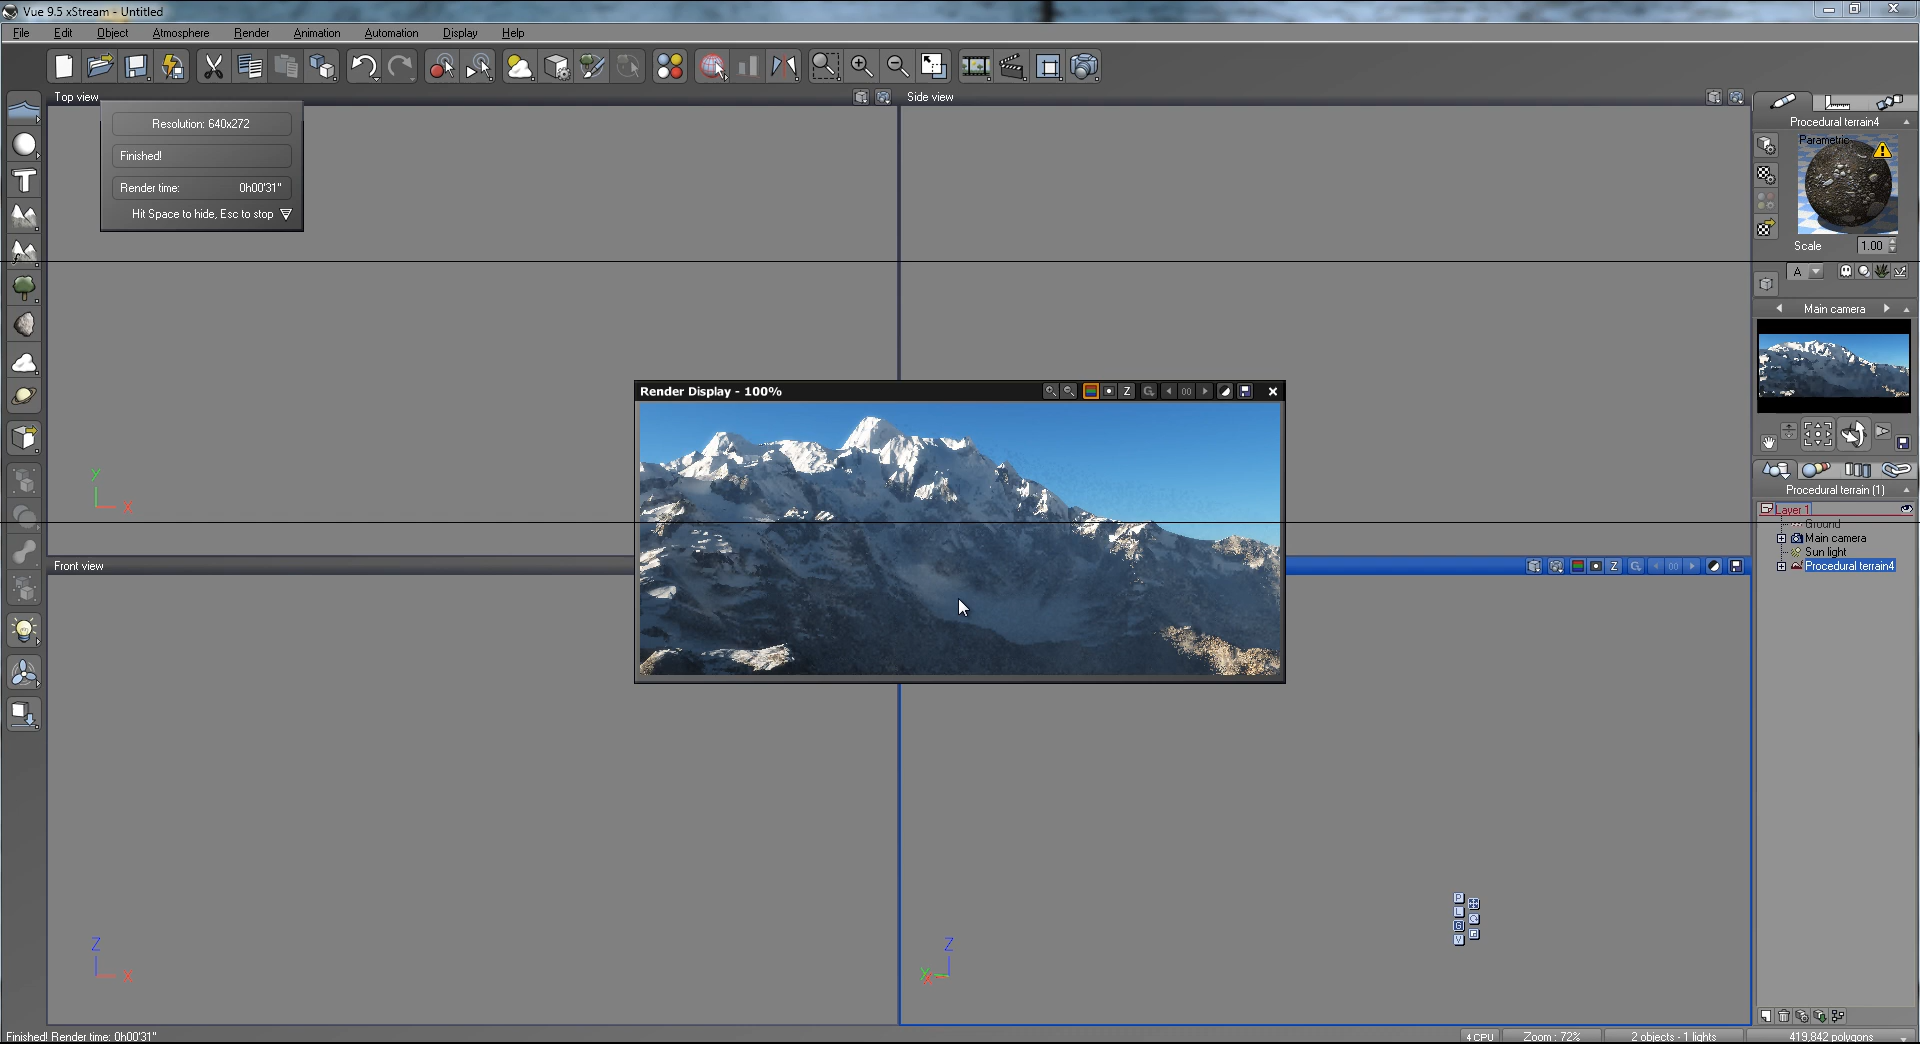 Vue 9.5 xStream - Untitled
File Edit Object Atmosphere Render Animation Automation Display Help
Top view
Side view
Resolution: 640x272
Finished!
Render time: 0h00'31"
Hit Space to hide, Esc to stop
Procedural terrain4
Parametric
Scale 1.00
A
Main camera
Render Display - 100%
Z G 00
Y
X
Procedural terrain (1)
Layer 1
Ground
Main camera
Sun light
Procedural terrain4
Front view
Z G 00
P
L
G
V
Z
X
Z
Y
X
Finished! Render time: 0h00'31"
4 CPU
Zoom : 72%
2 objects - 1 lights
419,842 polygons